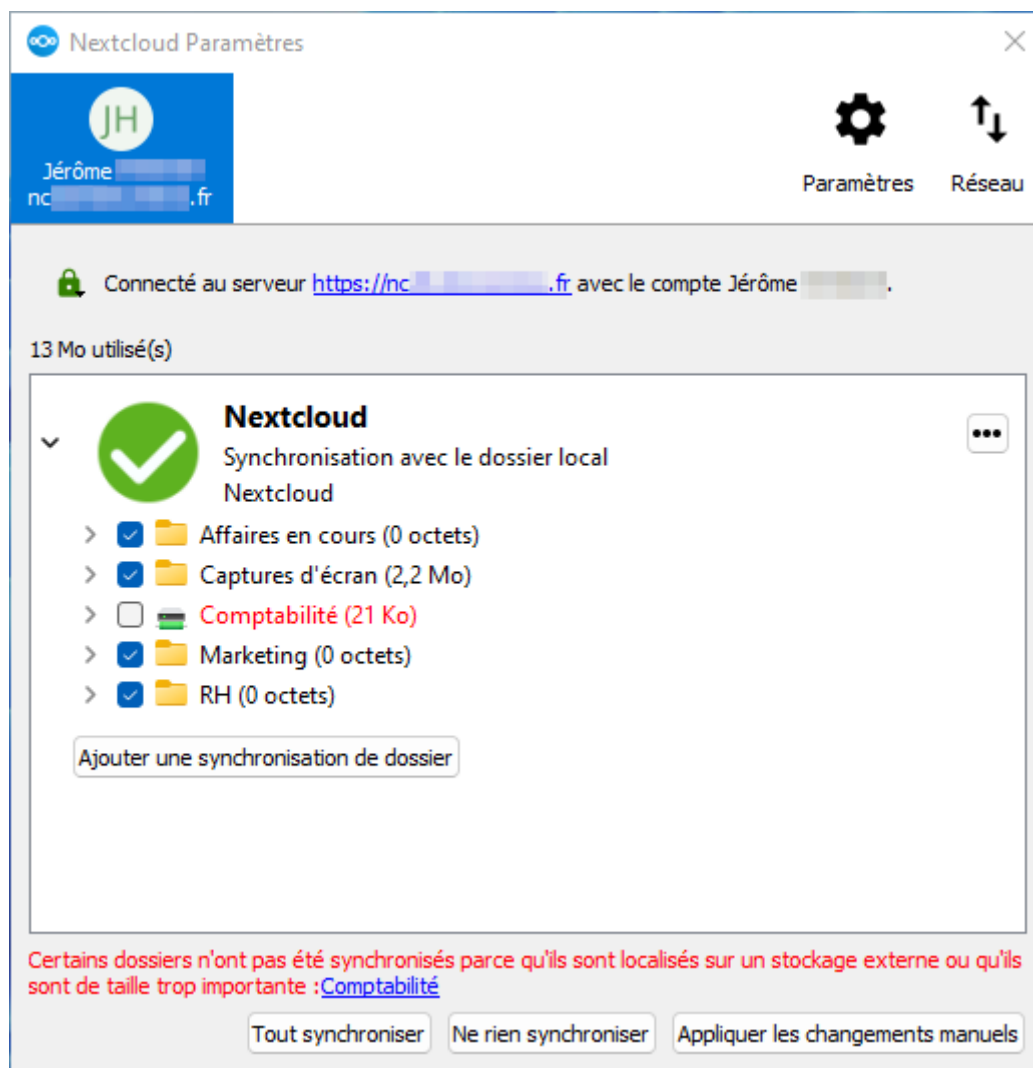 Nextcloud Paramètres
JH
Jérôme
nc .fr
Paramètres
Réseau
Connecté au serveur https://nc .fr avec le compte Jérôme .
13 Mo utilisé(s)
Nextcloud
Synchronisation avec le dossier local
Nextcloud
Affaires en cours (0 octets)
Captures d'écran (2,2 Mo)
Comptabilité (21 Ko)
Marketing (0 octets)
RH (0 octets)
Ajouter une synchronisation de dossier
Certains dossiers n'ont pas été synchronisés parce qu'ils sont localisés sur un stockage externe ou qu'ils
sont de taille trop importante :Comptabilité
Tout synchroniser
Ne rien synchroniser
Appliquer les changements manuels